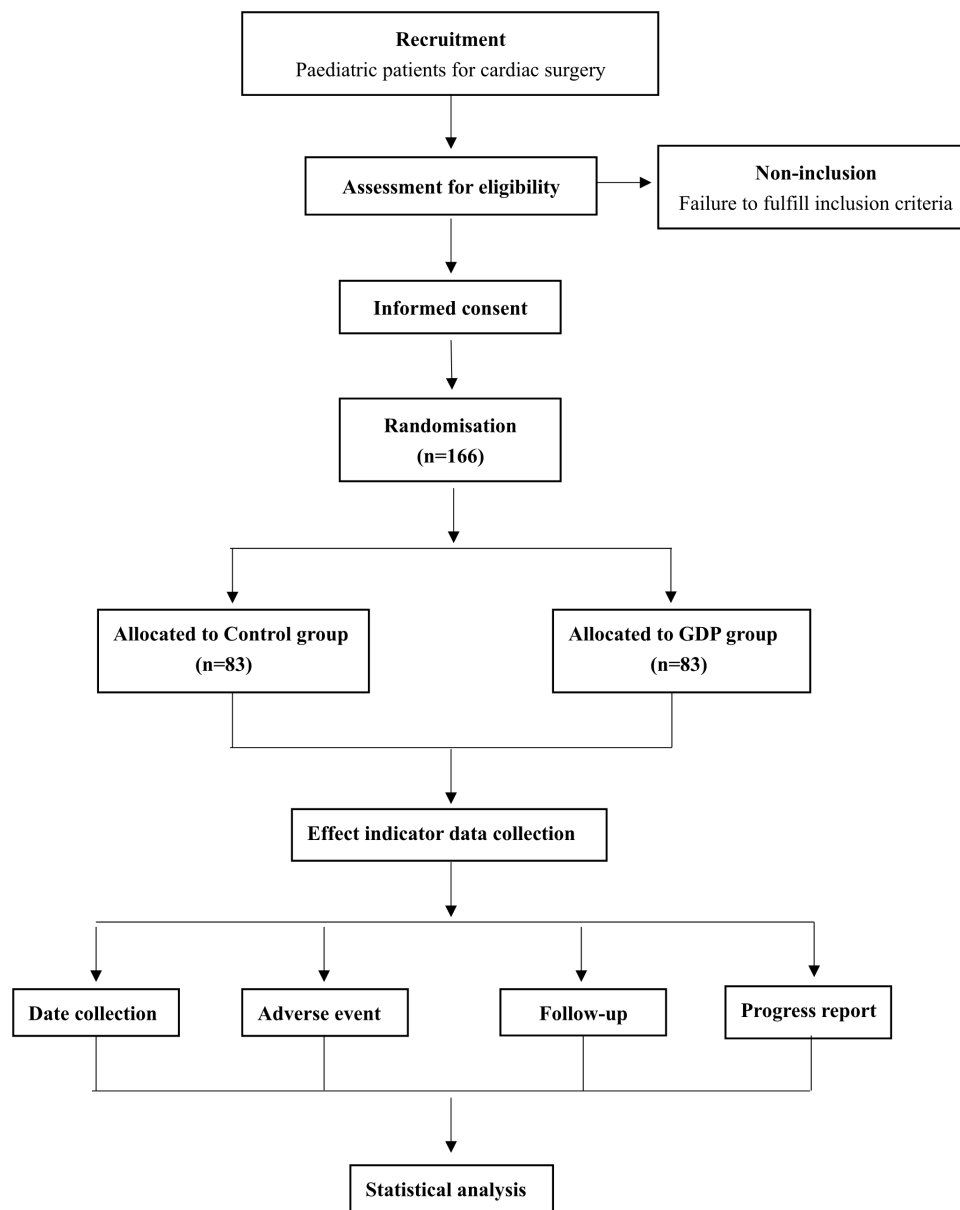 Recruitment
Paediatric patients for cardiac surgery
Assessment for eligibility
Non-inclusion
Failure to fulfill inclusion criteria
Informed consent
Randomisation
(n=166)
Allocated to Control group
(n=83)
Allocated to GDP group
(n=83)
Effect indicator data collection
Date collection
Adverse event
Follow-up
Progress report
Statistical analysis